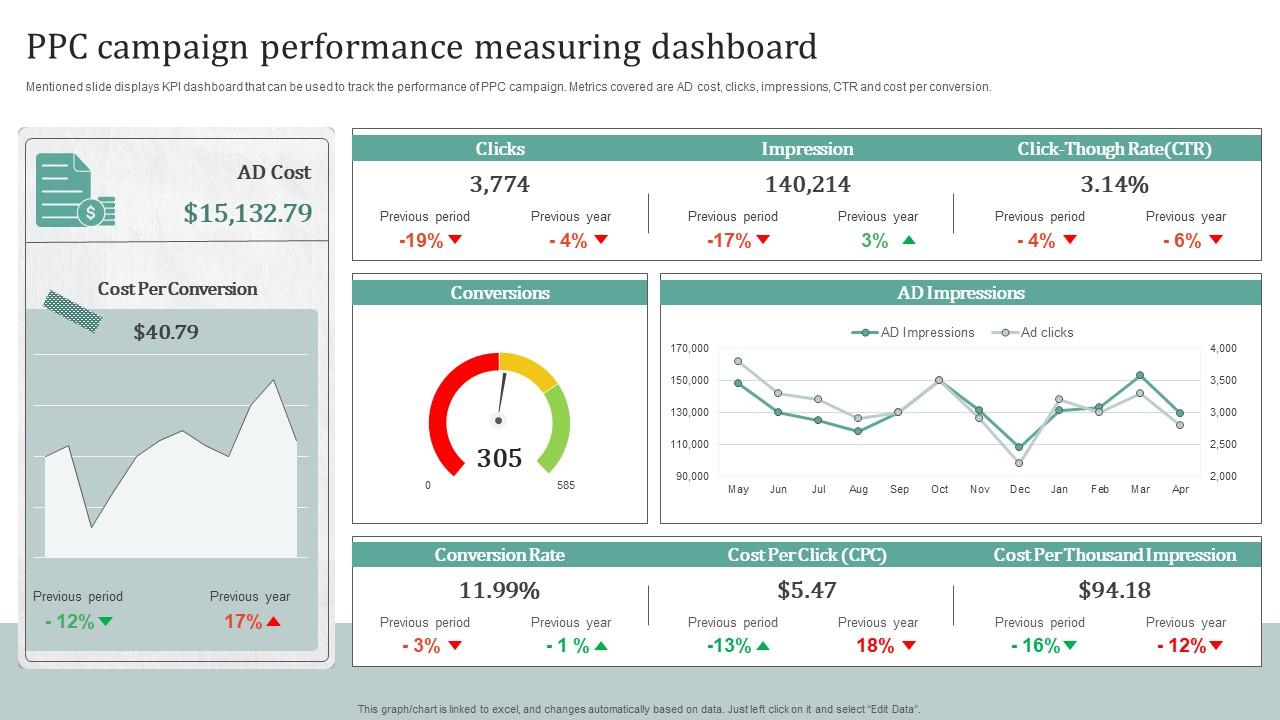 PPC campaign performance measuring dashboard
Mentioned slide displays KPI dashboard that can be used to track the performance of PPC campaign. Metrics covered are AD cost, clicks, impressions, CTR and cost per conversion.
AD Cost
$15,132.79
$
Cost Per Conversion
$40.79
Previous period
Previous year
- 12%
17%
Clicks
Impression
Click-Though Rate(CTR)
3,774
140,214
3.14%
Previous period
Previous year
Previous period
Previous year
Previous period
Previous year
-19%
- 4%
-17%
3%
- 4%
- 6%
Conversions
305
0
585
AD Impressions
AD Impressions
Ad clicks
170,000
150,000
130,000
110,000
90,000
4,000
3,500
3,000
2,500
2,000
May Jun Jul Aug Sep Oct Nov Dec Jan Feb Mar Apr
Conversion Rate
Cost Per Click (CPC)
Cost Per Thousand Impression
11.99%
$5.47
$94.18
Previous period
Previous year
Previous period
Previous year
Previous period
Previous year
- 3%
- 1 %
-13%
18%
- 16%
- 12%
This graph/chart is linked to excel, and changes automatically based on data. Just left click on it and select “Edit Data”.